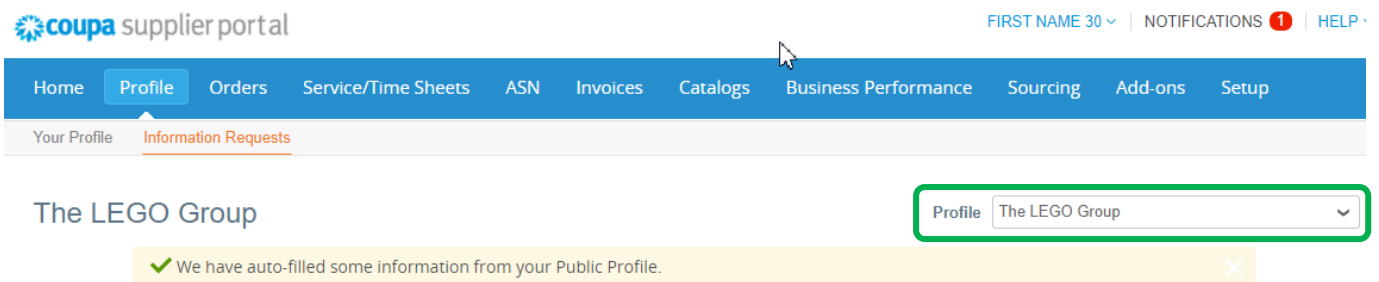 coupa supplier portal FIRST NAME 30 NOTIFICATIONS 1 HELP
Home Profile Orders Service/Time Sheets ASN Invoices Catalogs Business Performance Sourcing Add-ons Setup
Your Profile Information Requests
The LEGO Group Profile The LEGO Group
We have auto-filled some information from your Public Profile.